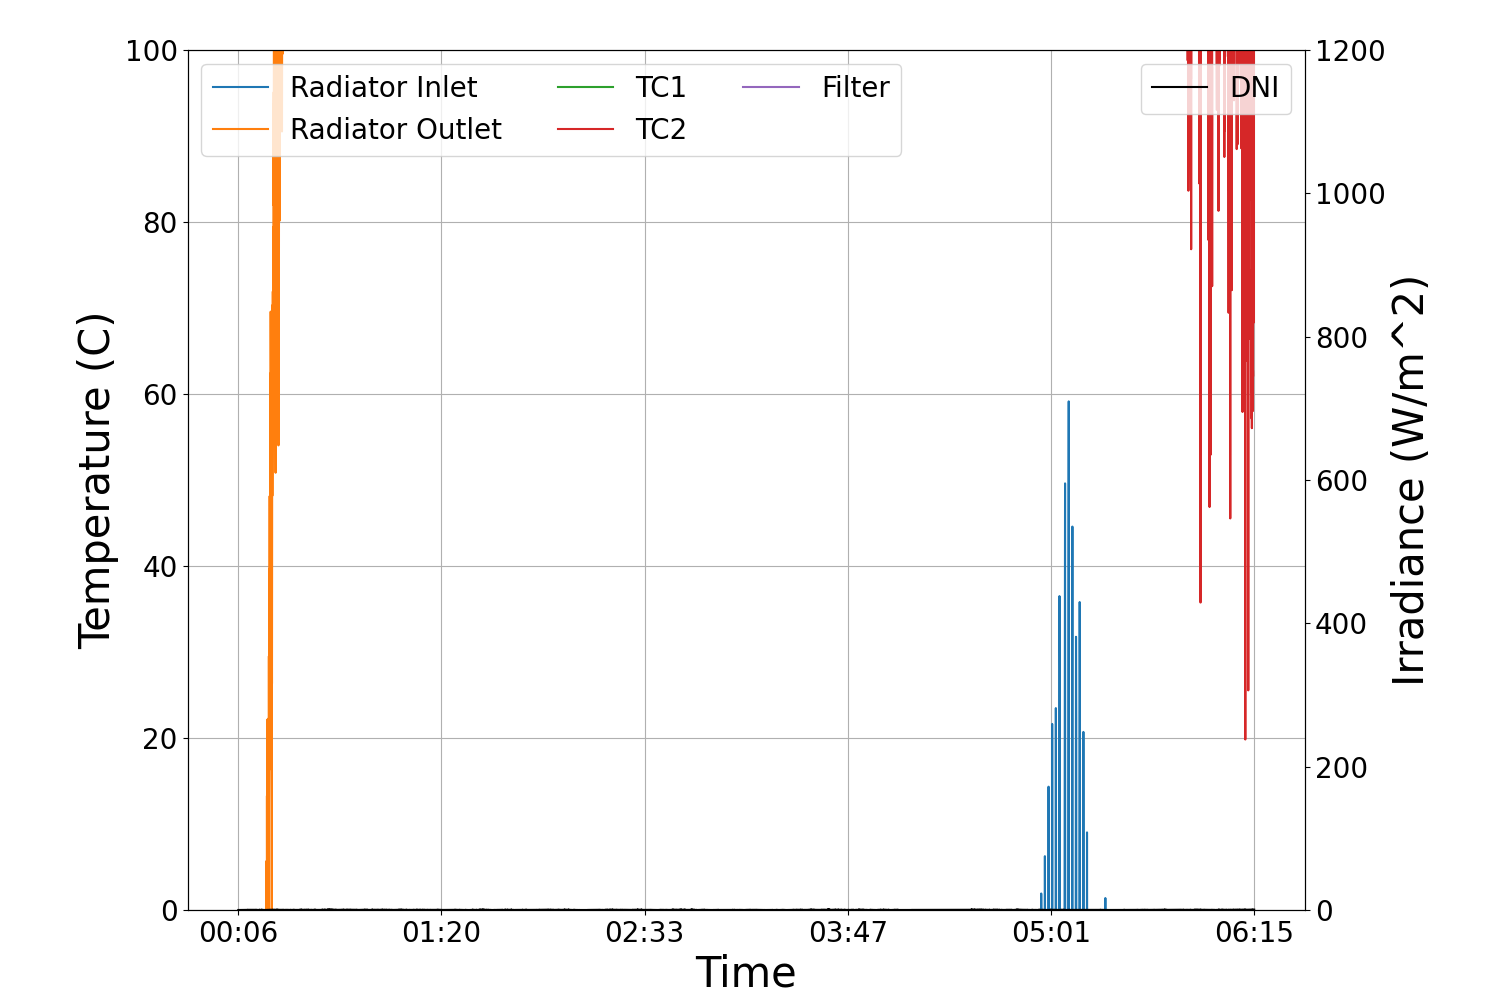 100
80
60
40
20
0
Temperature (C)
Radiator Inlet
Radiator Outlet
TC1
TC2
Filter
DNI
1200
1000
800
600
400
200
0
Irradiance (W/m^2)
00:06 01:20 02:33 03:47 05:01 06:15
Time